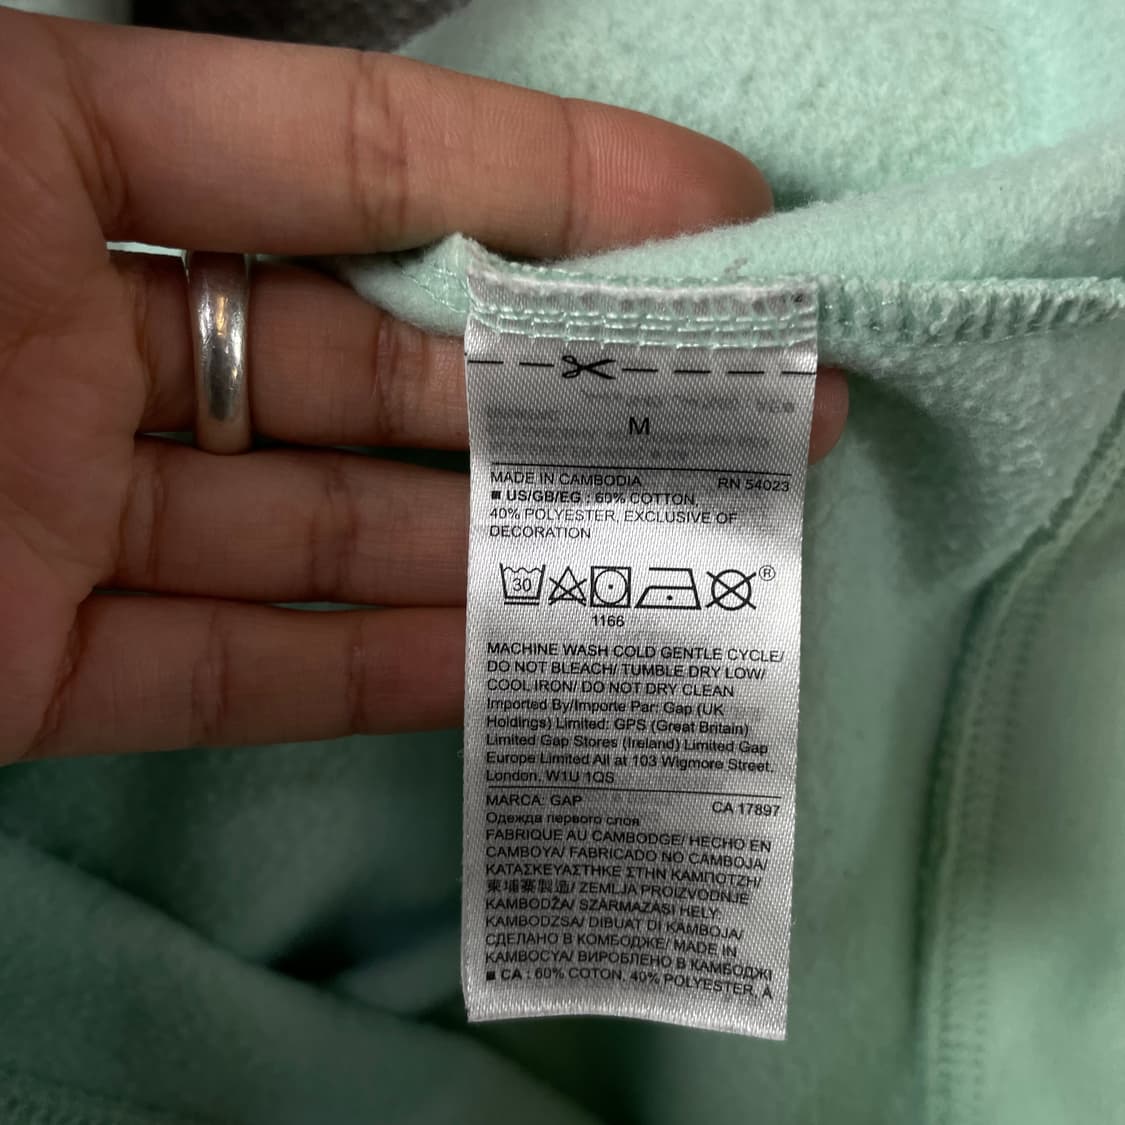 M
MADE IN CAMBODIA RN 54023
■ US/GB/EG : 60% COTTON,
40% POLYESTER, EXCLUSIVE OF
DECORATION
30
®
1166
MACHINE WASH COLD GENTLE CYCLE/
DO NOT BLEACH/ TUMBLE DRY LOW/
COOL IRON/ DO NOT DRY CLEAN
Imported By/Importe Par: Gap (UK
Holdings) Limited: GPS (Great Britain)
Limited Gap Stores (Ireland) Limited Gap
Europe Limited All at 103 Wigmore Street.
London, W1U 1QS
MARCA: GAP CA 17897
Одежда первого слоя
FABRIQUE AU CAMBODGE/ HECHO EN
CAMBOYA/ FABRICADO NO CAMBOJA/
ΚΑΤΑΣΚΕΥΑΣΤΗΚΕ ΣΤΗΝ ΚΑΜΠΟΤΖΗ/
柬埔寨製造/ ZEMLJA PROIZVODNJE
KAMBODŽA/ SZÁRMAZÁSI HELY
KAMBODZSA/ DIBUAT DI KAMBOJA/
СДЕЛАНО В КОМБОДЖЕ/ MADE IN
KAMBOCYA/ ВИРОБЛЕНО В КАМБОДЖІ
■ CA : 60% COTON, 40% POLYESTER, À